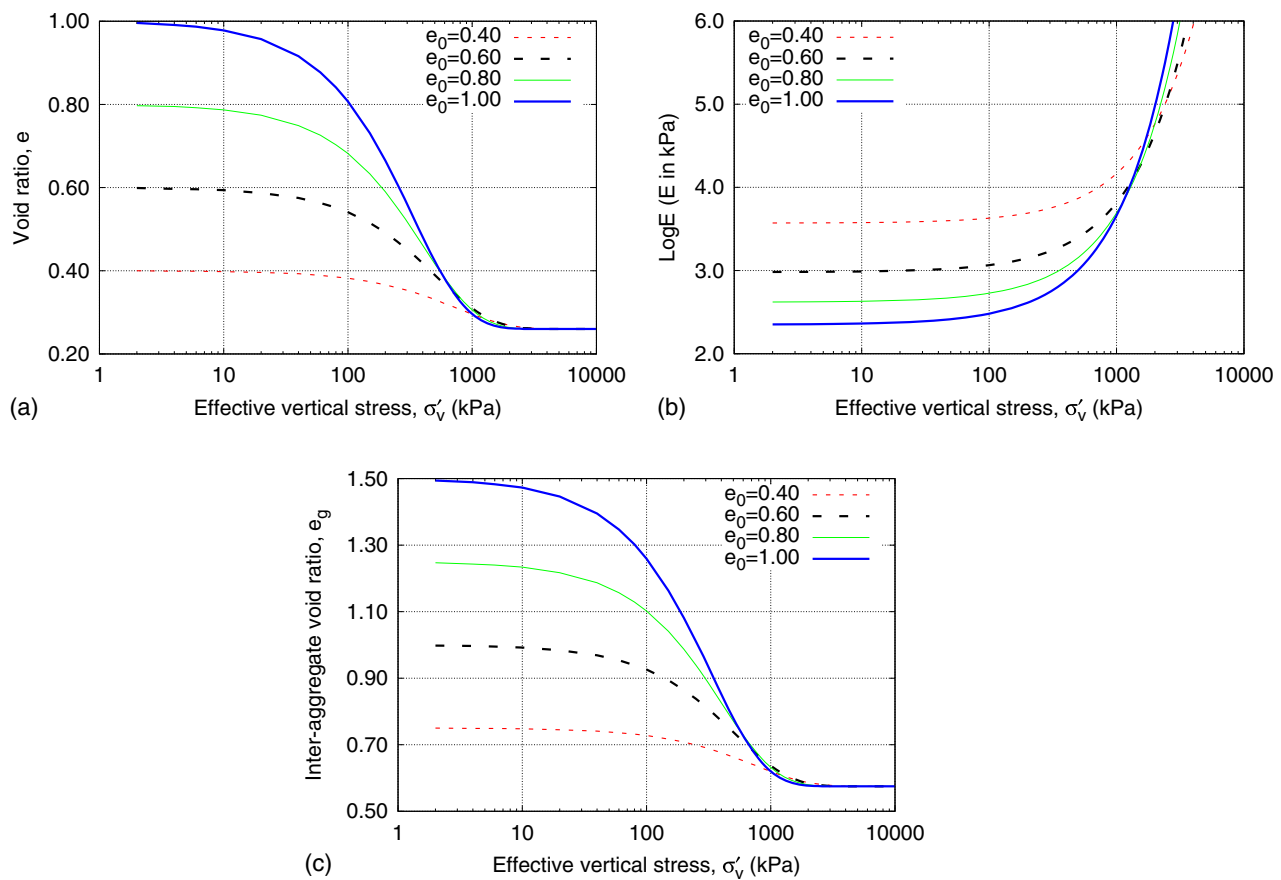 1.00
0.80
0.60
0.40
0.20
Void ratio, e
e0=0.40
e0=0.60
e0=0.80
e0=1.00
1 10 100 1000 10000
Effective vertical stress, σ′v (kPa)
(a)
6.0
5.0
4.0
3.0
2.0
LogE (E in kPa)
e0=0.40
e0=0.60
e0=0.80
e0=1.00
1 10 100 1000 10000
Effective vertical stress, σ′v (kPa)
(b)
1.50
1.30
1.10
0.90
0.70
0.50
Inter-aggregate void ratio, eg
e0=0.40
e0=0.60
e0=0.80
e0=1.00
1 10 100 1000 10000
Effective vertical stress, σ′v (kPa)
(c)